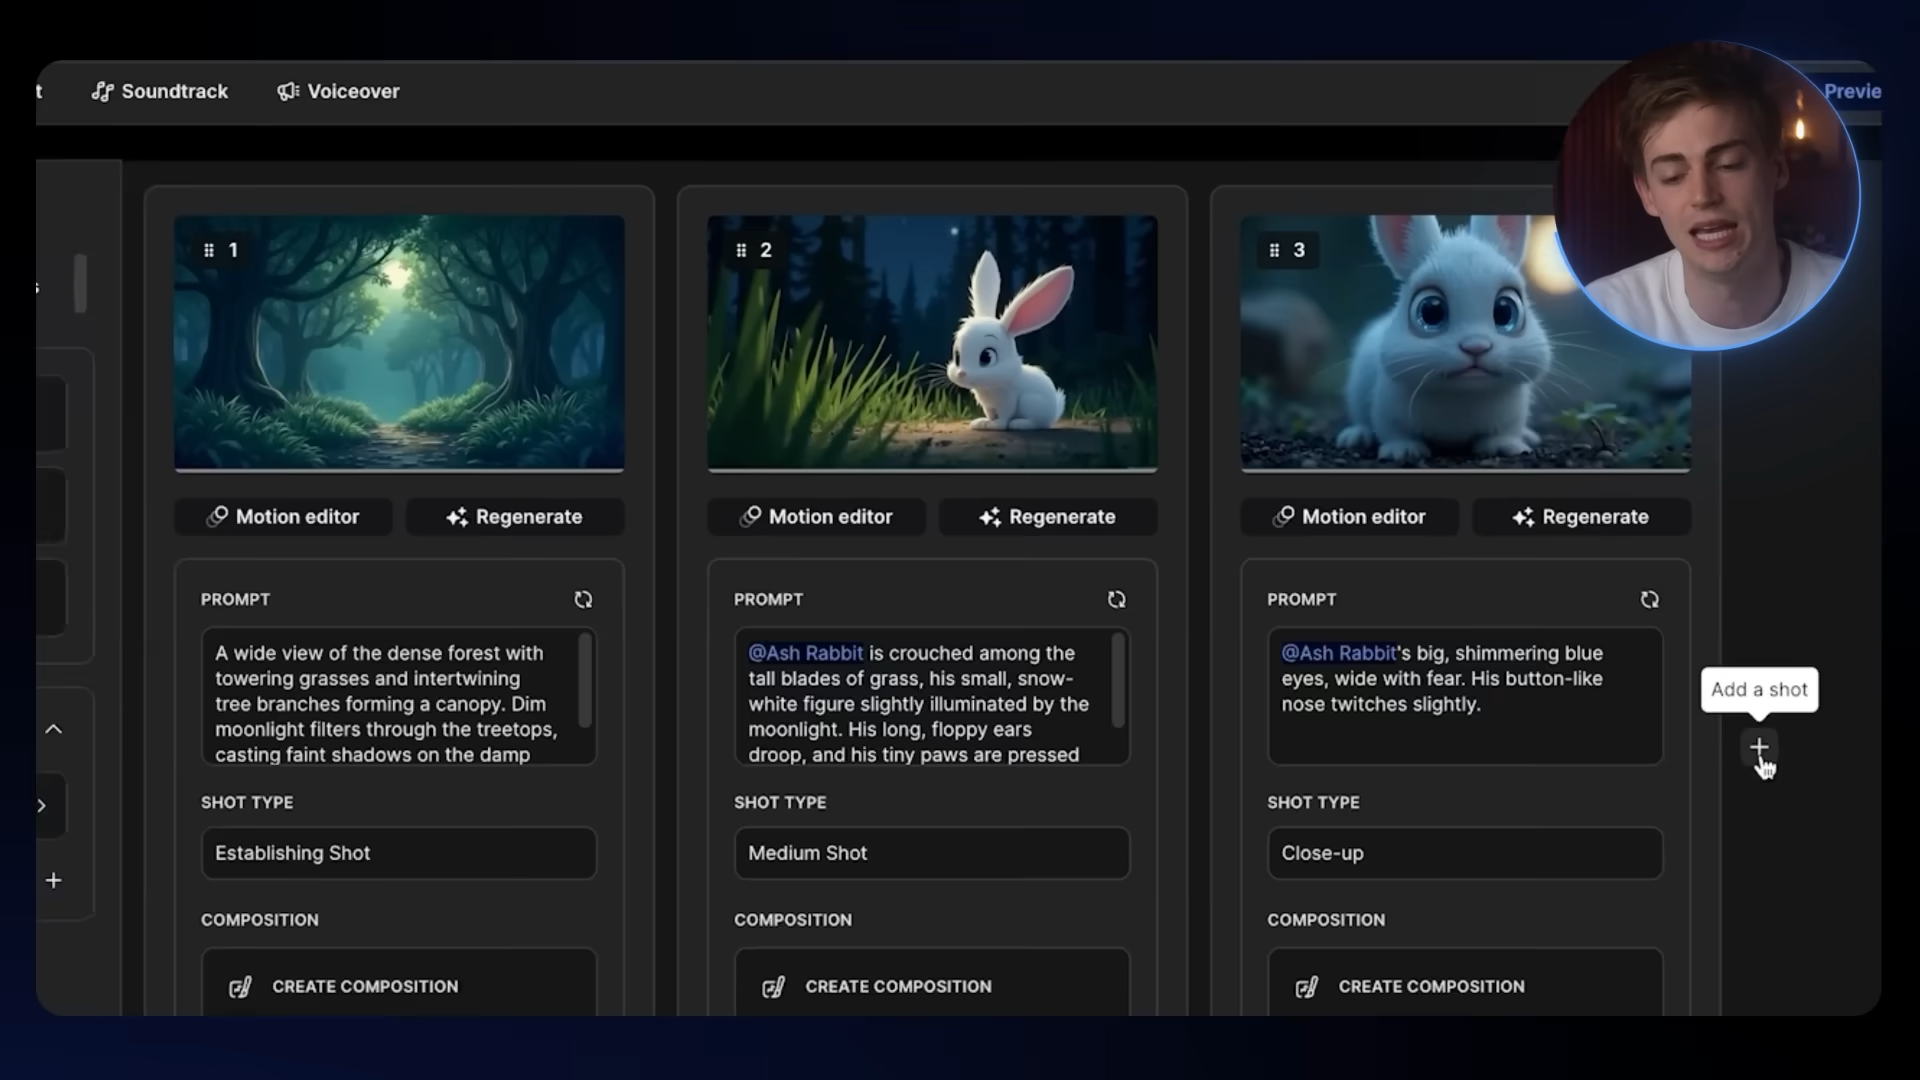 t
Soundtrack
Voiceover
Previe
1
2
3
s
Motion editor
Regenerate
Motion editor
Regenerate
Motion editor
Regenerate
PROMPT
A wide view of the dense forest with
towering grasses and intertwining
tree branches forming a canopy. Dim
moonlight filters through the treetops,
casting faint shadows on the damp
SHOT TYPE
Establishing Shot
COMPOSITION
CREATE COMPOSITION
PROMPT
@Ash Rabbit is crouched among the
tall blades of grass, his small, snow-
white figure slightly illuminated by the
moonlight. His long, floppy ears
droop, and his tiny paws are pressed
SHOT TYPE
Medium Shot
COMPOSITION
CREATE COMPOSITION
PROMPT
@Ash Rabbit's big, shimmering blue
eyes, wide with fear. His button-like
nose twitches slightly.
SHOT TYPE
Close-up
COMPOSITION
CREATE COMPOSITION
Add a shot